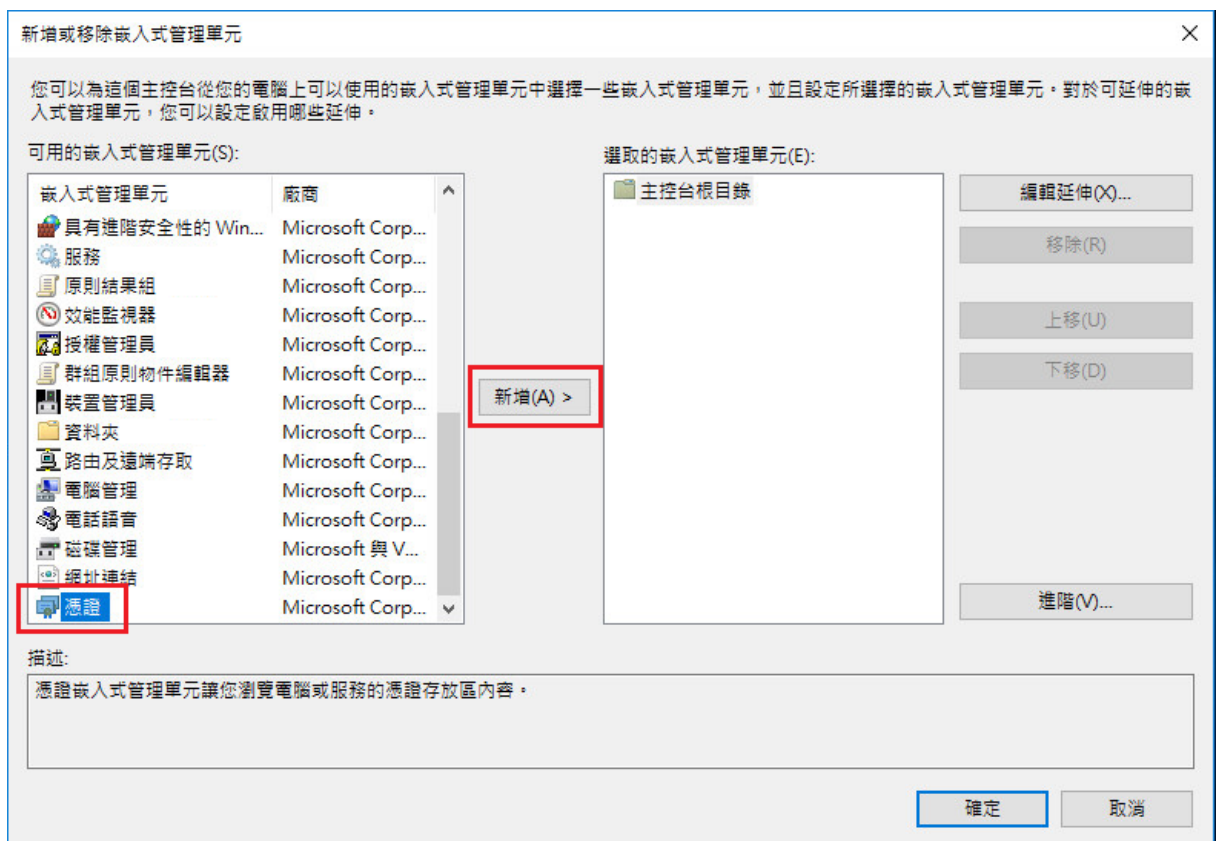 新增或移除嵌入式管理單元
您可以為這個主控台從您的電腦上可以使用的嵌入式管理單元中選擇一些嵌入式管理單元，並且設定所選擇的嵌入式管理單元。對於可延伸的嵌
入式管理單元，您可以設定啟用哪些延伸。
可用的嵌入式管理單元(S):
嵌入式管理單元 廠商
具有進階安全性的 Win... Microsoft Corp...
服務 Microsoft Corp...
原則結果組 Microsoft Corp...
效能監視器 Microsoft Corp...
授權管理員 Microsoft Corp...
群組原則物件編輯器 Microsoft Corp...
裝置管理員 Microsoft Corp...
資料夾 Microsoft Corp...
路由及遠端存取 Microsoft Corp...
電腦管理 Microsoft Corp...
電話語音 Microsoft Corp...
磁碟管理 Microsoft 與 V...
網址連結 Microsoft Corp...
憑證 Microsoft Corp...
新增(A) >
選取的嵌入式管理單元(E):
主控台根目錄
編輯延伸(X)...
移除(R)
上移(U)
下移(D)
進階(V)...
描述:
憑證嵌入式管理單元讓您瀏覽電腦或服務的憑證存放區內容。
確定 取消